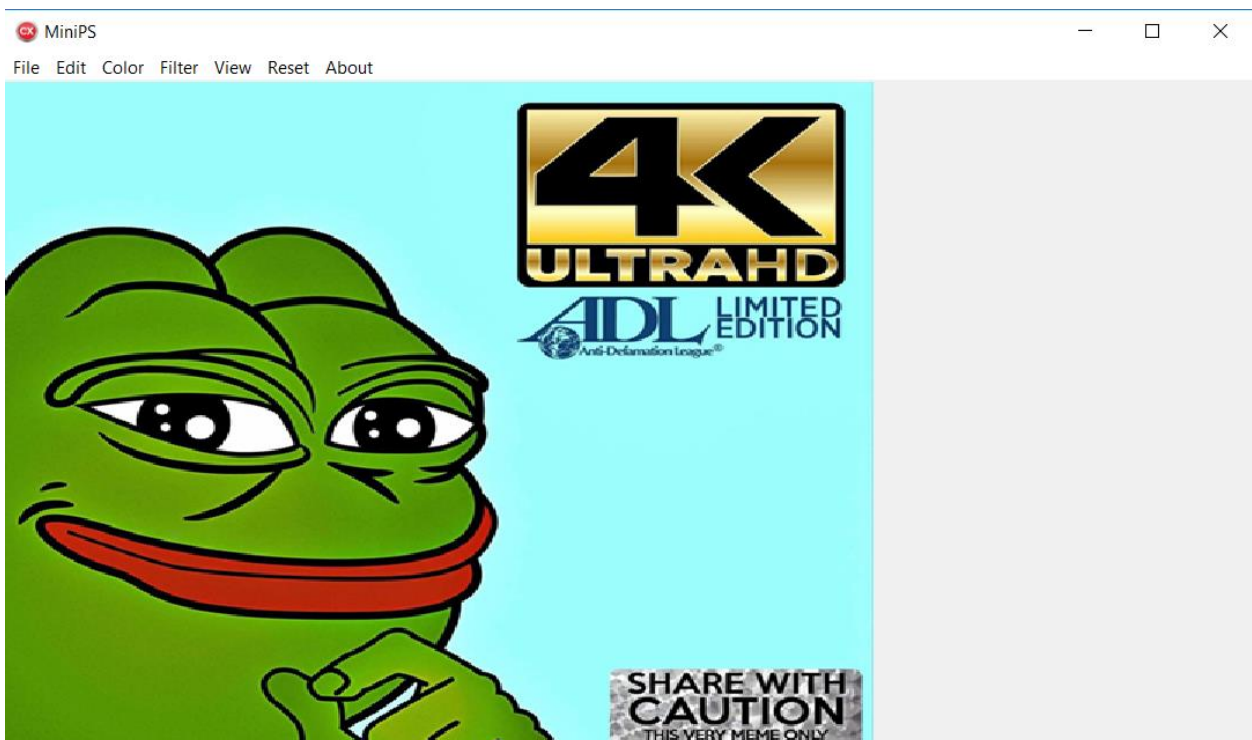 MiniPS
File Edit Color Filter View Reset About
4K
ULTRAHD
ADL LIMITED
EDITION
Anti-Defamation League®
SHARE WITH
CAUTION
THIS VERY MEME ONLY